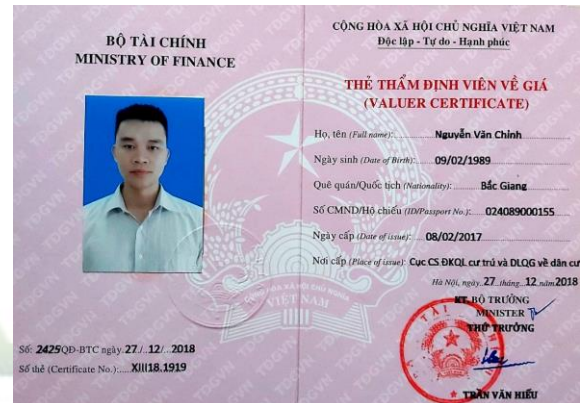 BỘ TÀI CHÍNH
MINISTRY OF FINANCE
Số: 2425/QĐ-BTC ngày 27./..12../...2018
Số thẻ (Certificate No.):.....XIII18.1919
CỘNG HÒA XÃ HỘI CHỦ NGHĨA VIỆT NAM
Độc lập - Tự do - Hạnh phúc
THẺ THẨM ĐỊNH VIÊN VỀ GIÁ
(VALUER CERTIFICATE)
Họ, tên (Full name): Nguyễn Văn Chinh
Ngày sinh (Date of Birth): 09/02/1989
Quê quán/Quốc tịch (Nationality): Bắc Giang
Số CMND/Hộ chiếu (ID/Passport No.): 024089000155
Ngày cấp (Date of issue): 08/02/2017
Nơi cấp (Place of issue): Cục CS ĐKQL cư trú và DLQG về dân cư
Hà Nội, ngày 27 tháng 12 năm 2018
KT. BỘ TRƯỞNG
MINISTER
THỨ TRƯỞNG
TÀI
TRẦN VĂN HIẾU
VIỆT NAM